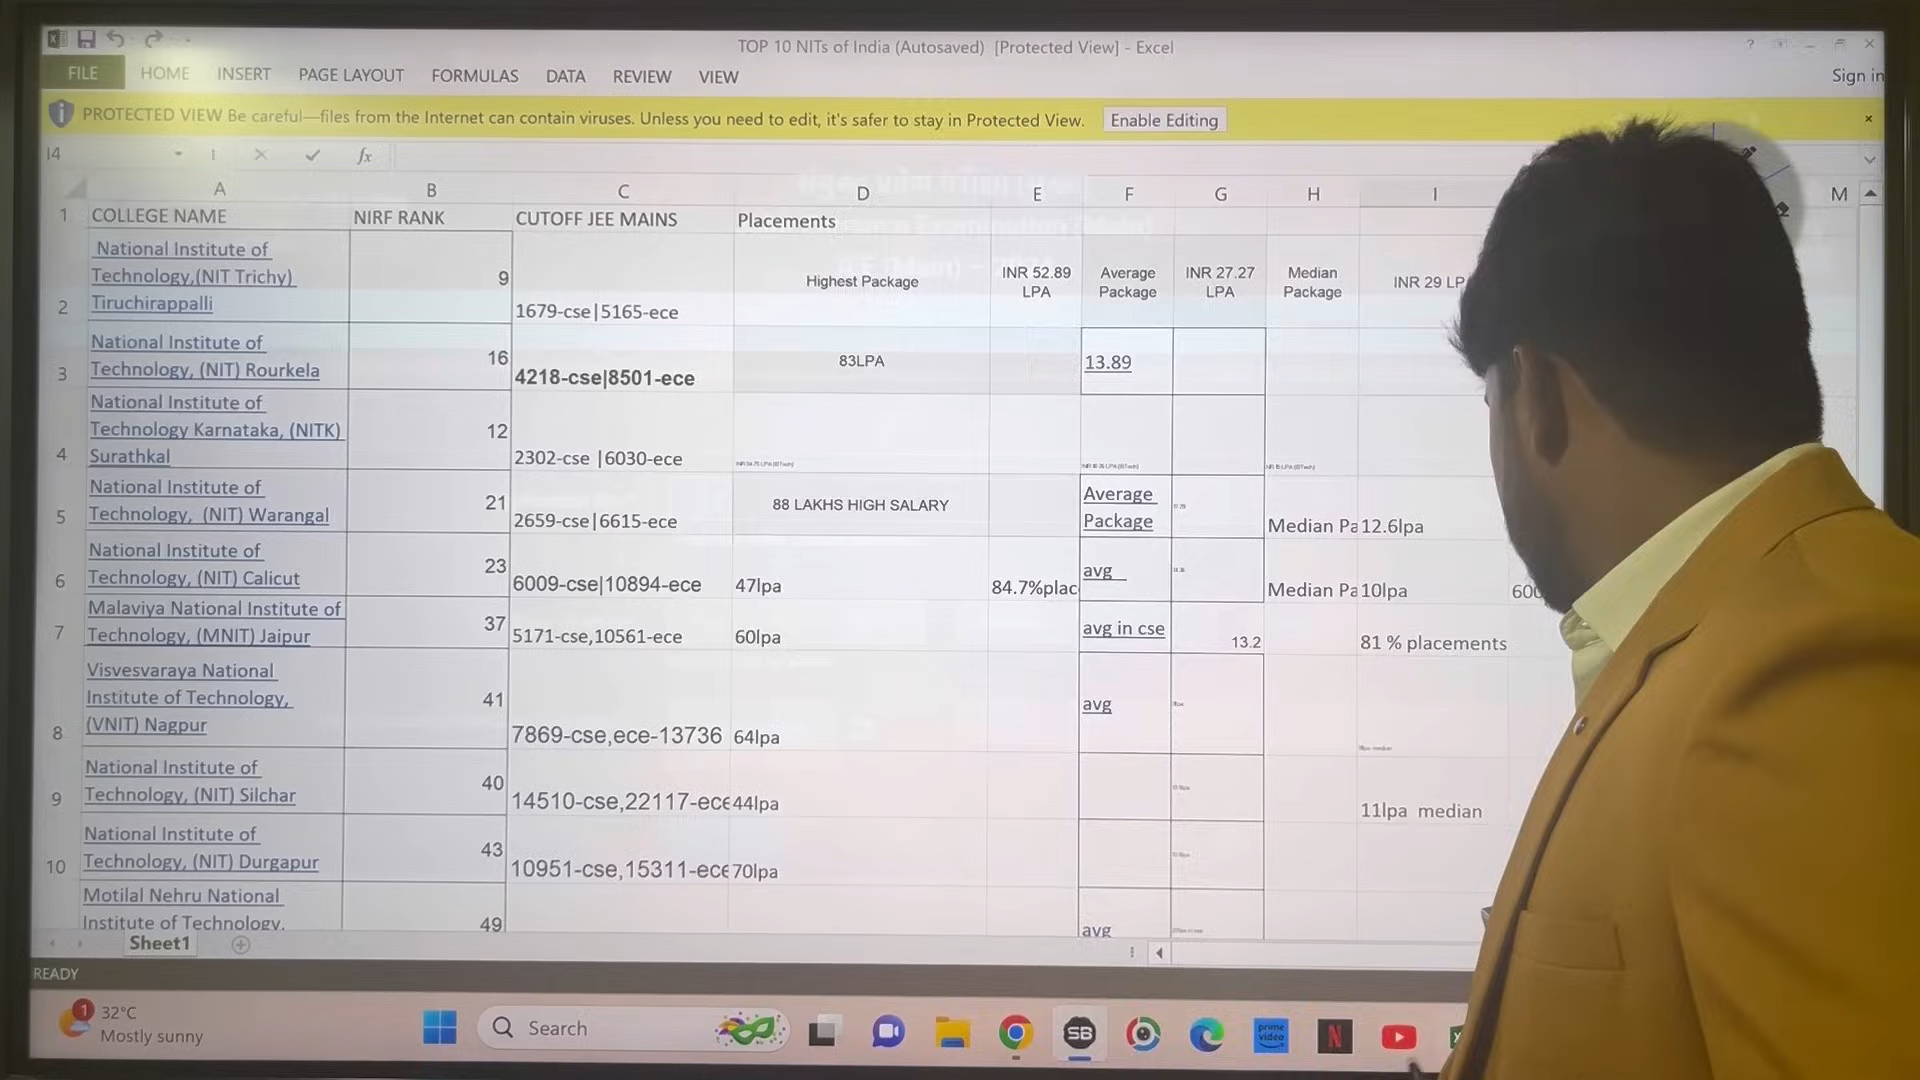 TOP 10 NITs of India (Autosaved) [Protected View] - Excel
FILE HOME INSERT PAGE LAYOUT FORMULAS DATA REVIEW VIEW Sign in
PROTECTED VIEW Be careful—files from the Internet can contain viruses. Unless you need to edit, it's safer to stay in Protected View. Enable Editing
I4 fx
A B C D E F G H I M
1 COLLEGE NAME NIRF RANK CUTOFF JEE MAINS Placements
National Institute of
Technology,(NIT Trichy)
Tiruchirappalli
2 9 1679-cse|5165-ece Highest Package INR 52.89 LPA Average Package INR 27.27 LPA Median Package INR 29 LP
National Institute of
Technology, (NIT) Rourkela
3 16 4218-cse|8501-ece 83LPA 13.89
National Institute of
Technology Karnataka, (NITK)
Surathkal
4 12 2302-cse |6030-ece
National Institute of
Technology, (NIT) Warangal
5 21 2659-cse|6615-ece 88 LAKHS HIGH SALARY Average Package Median Pa 12.6lpa
National Institute of
Technology, (NIT) Calicut
6 23 6009-cse|10894-ece 47lpa 84.7%plac avg Median Pa 10lpa 600
Malaviya National Institute of
Technology, (MNIT) Jaipur
7 37 5171-cse,10561-ece 60lpa avg in cse 13.2 81 % placements
Visvesvaraya National
Institute of Technology,
(VNIT) Nagpur
8 41 7869-cse,ece-13736 64lpa avg
National Institute of
Technology, (NIT) Silchar
9 40 14510-cse,22117-ece 44lpa 11lpa median
National Institute of
Technology, (NIT) Durgapur
10 43 10951-cse,15311-ece 70lpa
Motilal Nehru National
Institute of Technology,
49 avg
Sheet1
READY
1 32°C
Mostly sunny
Search
SB
prime video
N